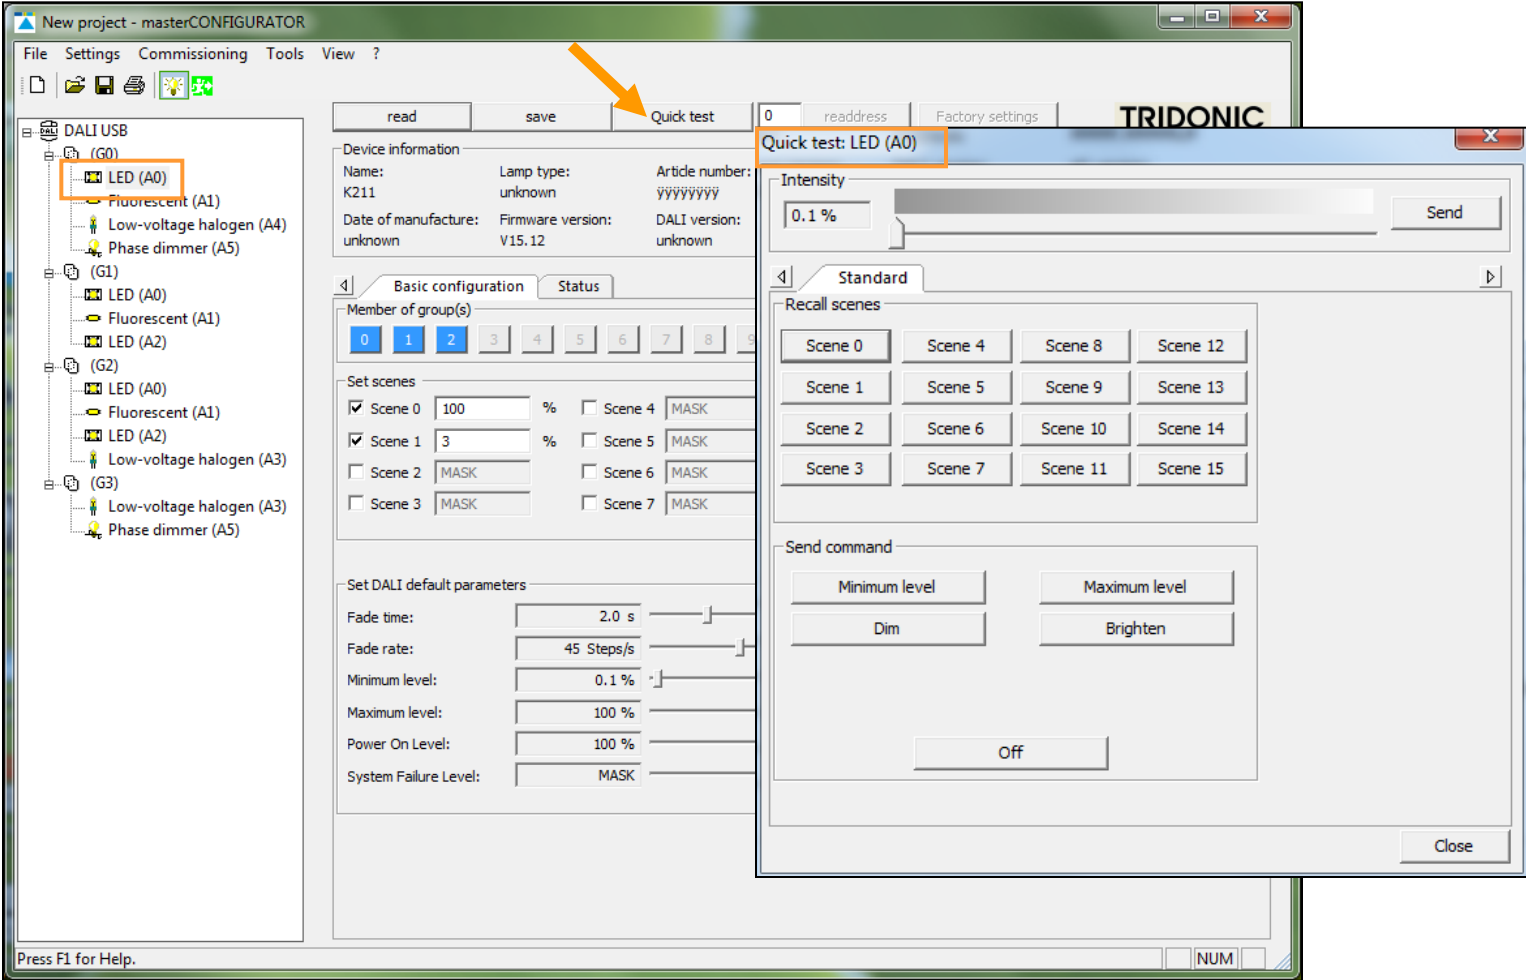 New project - masterCONFIGURATOR
File Settings Commissioning Tools View ?
read save Quick test 0 readdress Factory settings TRIDONIC
DALI USB
(G0)
LED (A0)
Fluorescent (A1)
Low-voltage halogen (A4)
Phase dimmer (A5)
(G1)
LED (A0)
Fluorescent (A1)
LED (A2)
(G2)
LED (A0)
Fluorescent (A1)
LED (A2)
Low-voltage halogen (A3)
(G3)
Low-voltage halogen (A3)
Phase dimmer (A5)
Device information
Name: Lamp type: Article number:
K211 unknown ÿÿÿÿÿÿÿÿ
Date of manufacture: Firmware version: DALI version:
unknown V15.12 unknown
Basic configuration Status
Member of group(s)
0 1 2 3 4 5 6 7 8 9
Set scenes
Scene 0 100 % Scene 4 MASK
Scene 1 3 % Scene 5 MASK
Scene 2 MASK Scene 6 MASK
Scene 3 MASK Scene 7 MASK
Set DALI default parameters
Fade time: 2.0 s
Fade rate: 45 Steps/s
Minimum level: 0.1 %
Maximum level: 100 %
Power On Level: 100 %
System Failure Level: MASK
Quick test: LED (A0)
Intensity
0.1 % Send
Standard
Recall scenes
Scene 0 Scene 4 Scene 8 Scene 12
Scene 1 Scene 5 Scene 9 Scene 13
Scene 2 Scene 6 Scene 10 Scene 14
Scene 3 Scene 7 Scene 11 Scene 15
Send command
Minimum level Maximum level
Dim Brighten
Off
Close
Press F1 for Help. NUM